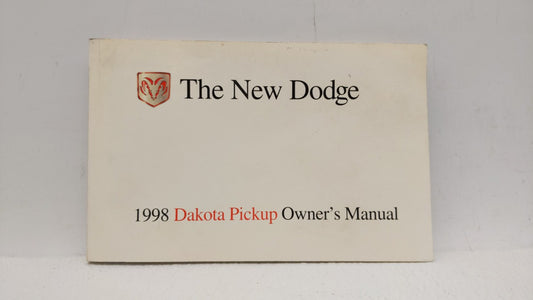 The New Dodge
1998 Dakota Pickup Owner's Manual